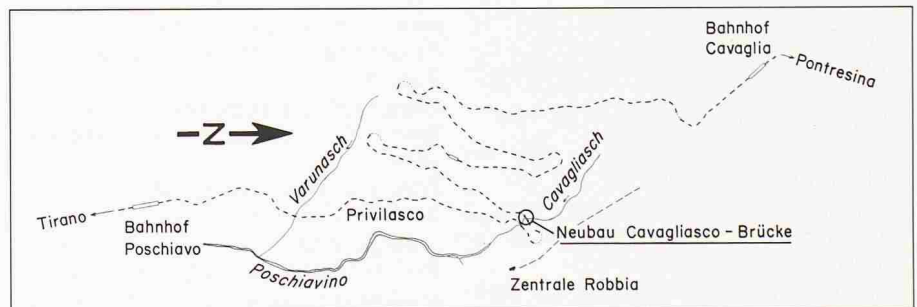 Bahnhof
Cavaglia
Pontresina
N
Varunasch
Cavagliasch
Tirano
Bahnhof
Poschiavo
Privilasco
Neubau Cavagliasco-Brücke
Poschiavino
Zentrale Robbia